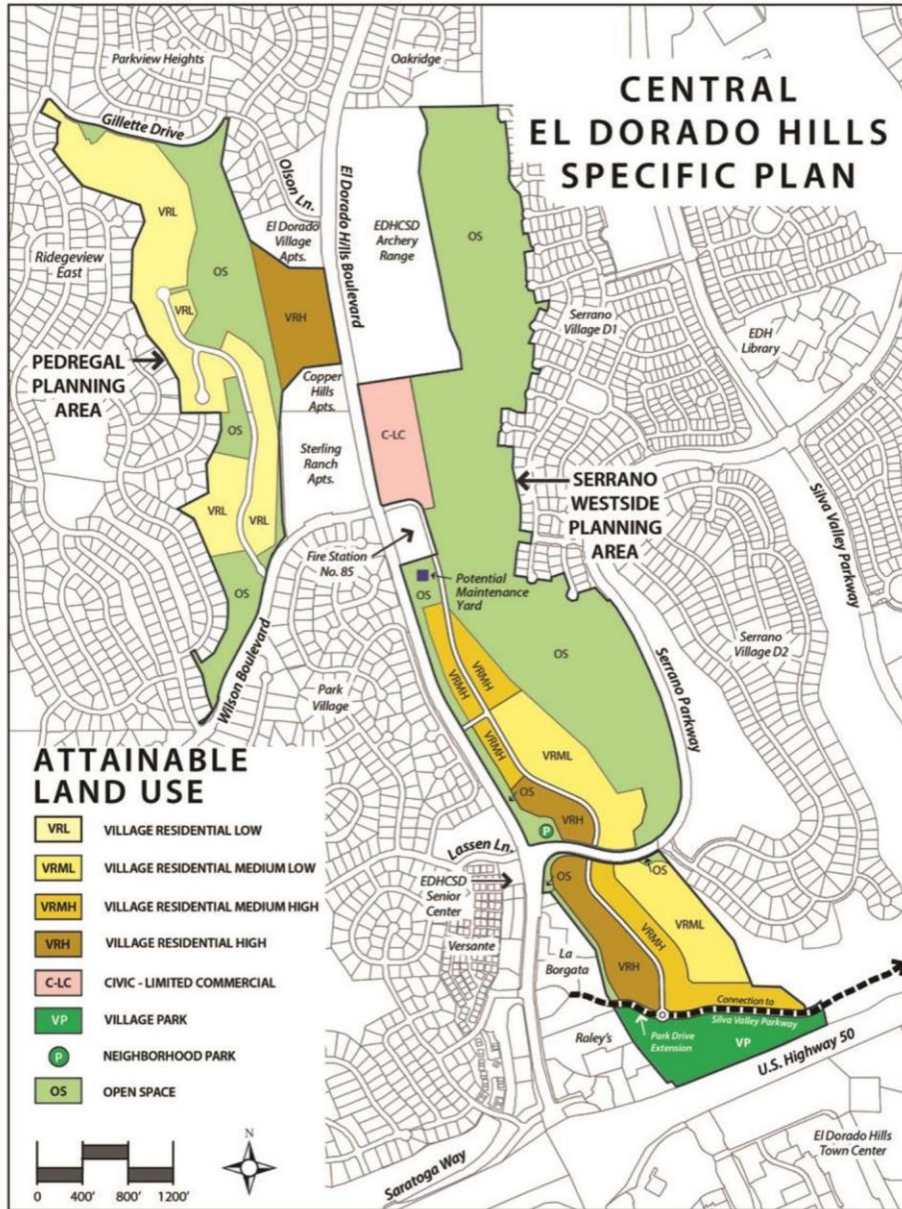 Parkview Heights
Oakridge
CENTRAL
EL DORADO HILLS
SPECIFIC PLAN
Gillette Drive
Olson Ln.
El Dorado Hills Boulevard
VRL
OS
El Dorado
Village
Apts.
EDHCSD
Archery
Range
OS
Ridgeview
East
OS
VRL
VRH
Serrano
Village D1
EDH
Library
PEDREGAL
PLANNING
AREA
Copper
Hills
Apts.
OS
C-LC
Sterling
Ranch
Apts.
SERRANO
WESTSIDE
PLANNING
AREA
Silva Valley Parkway
VRL
VRL
Fire Station
No. 85
Potential
Maintenance
Yard
OS
OS
OS
Serrano
Village D2
Serrano Parkway
Wilson Boulevard
Park
Village
VRMH
VRMH
VRMH
VRML
OS
VRH
P
Lassen Ln.
EDHCSD
Senior
Center
OS
OS
Versante
VRML
VRMH
VRH
La
Borgata
Connection to
Silva Valley Parkway
Park Drive
Extension
Raley's
VP
U.S. Highway 50
El Dorado Hills
Town Center
Saratoga Way
ATTAINABLE
LAND USE
VRL VILLAGE RESIDENTIAL LOW
VRML VILLAGE RESIDENTIAL MEDIUM LOW
VRMH VILLAGE RESIDENTIAL MEDIUM HIGH
VRH VILLAGE RESIDENTIAL HIGH
C-LC CIVIC - LIMITED COMMERCIAL
VP VILLAGE PARK
P NEIGHBORHOOD PARK
OS OPEN SPACE
N
0 400' 800' 1200'